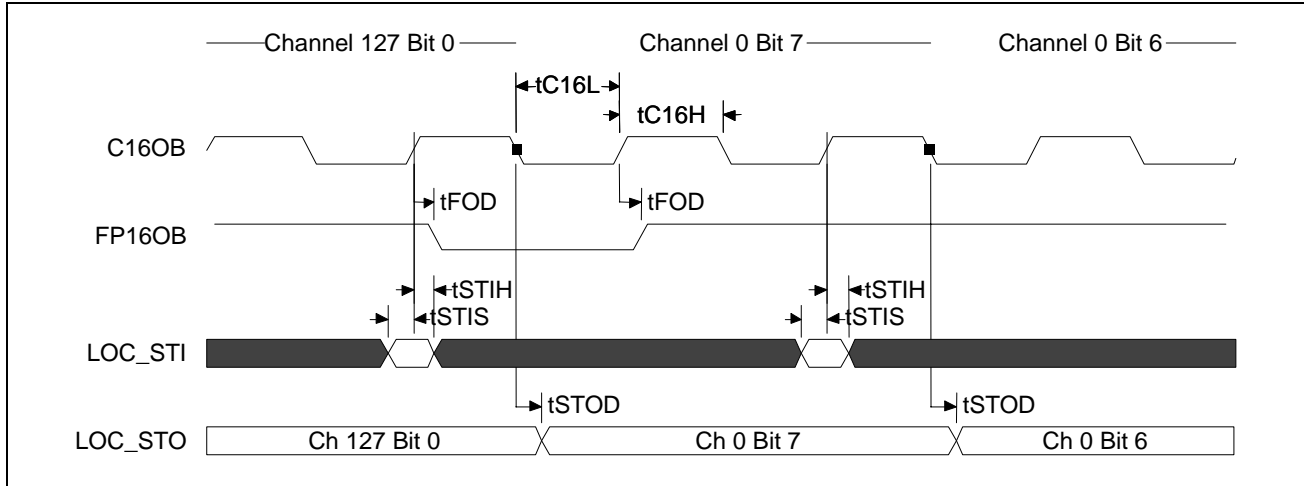 Channel 127 Bit 0 Channel 0 Bit 7 Channel 0 Bit 6
tC16L
tC16H
C16OB
tFOD tFOD
FP16OB
tSTIH tSTIH
tSTIS tSTIS
LOC_STI
tSTOD tSTOD
LOC_STO Ch 127 Bit 0 Ch 0 Bit 7 Ch 0 Bit 6